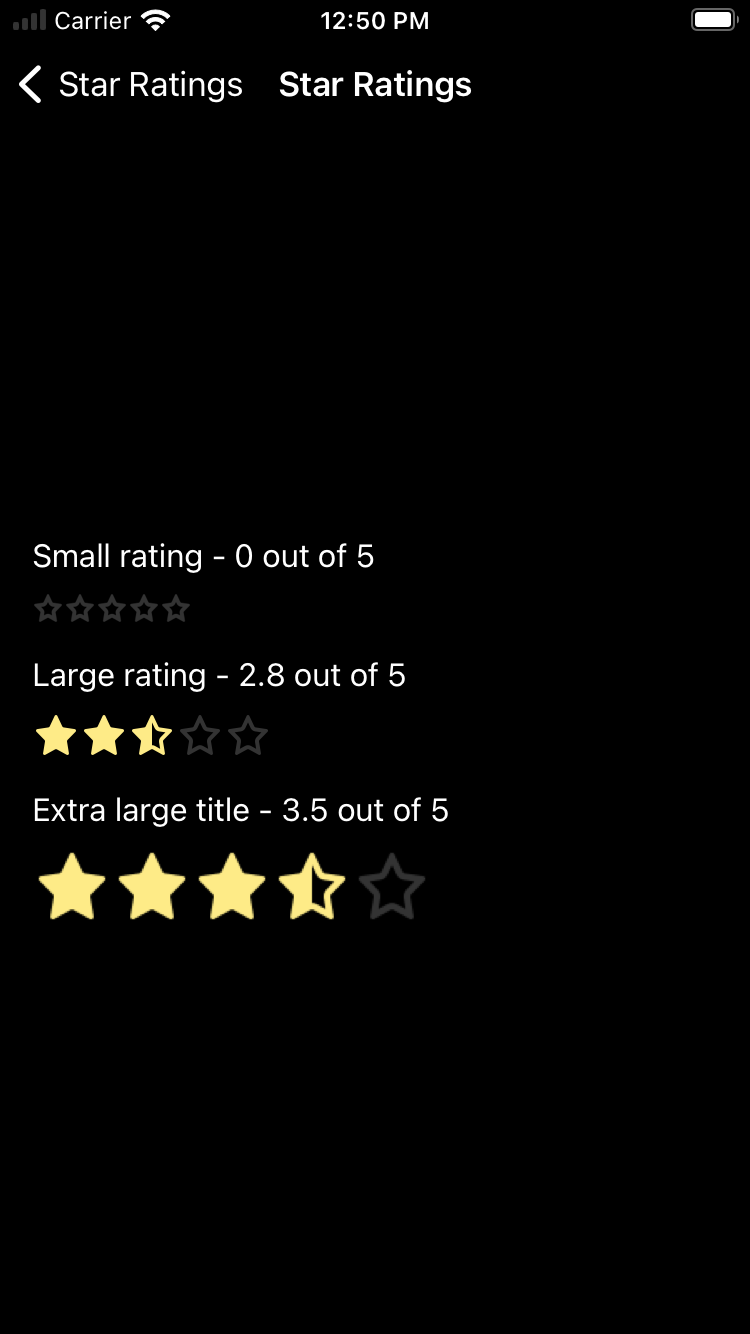 Carrier 12:50 PM
Star Ratings Star Ratings
Small rating - 0 out of 5
Large rating - 2.8 out of 5
Extra large title - 3.5 out of 5